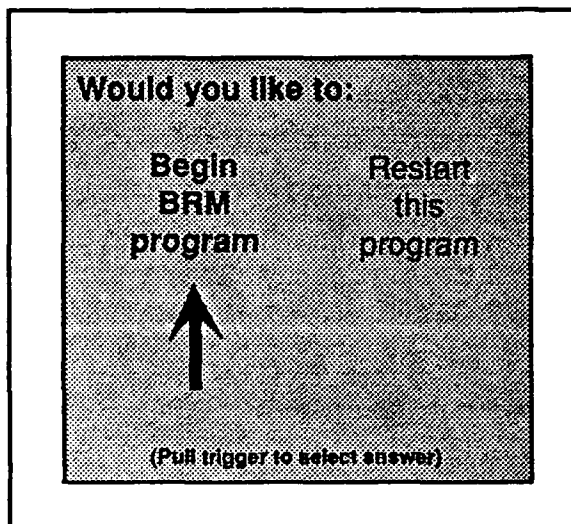 Would you like to:
Begin
BRM
program
Restart
this
program
(Pull trigger to select answer)